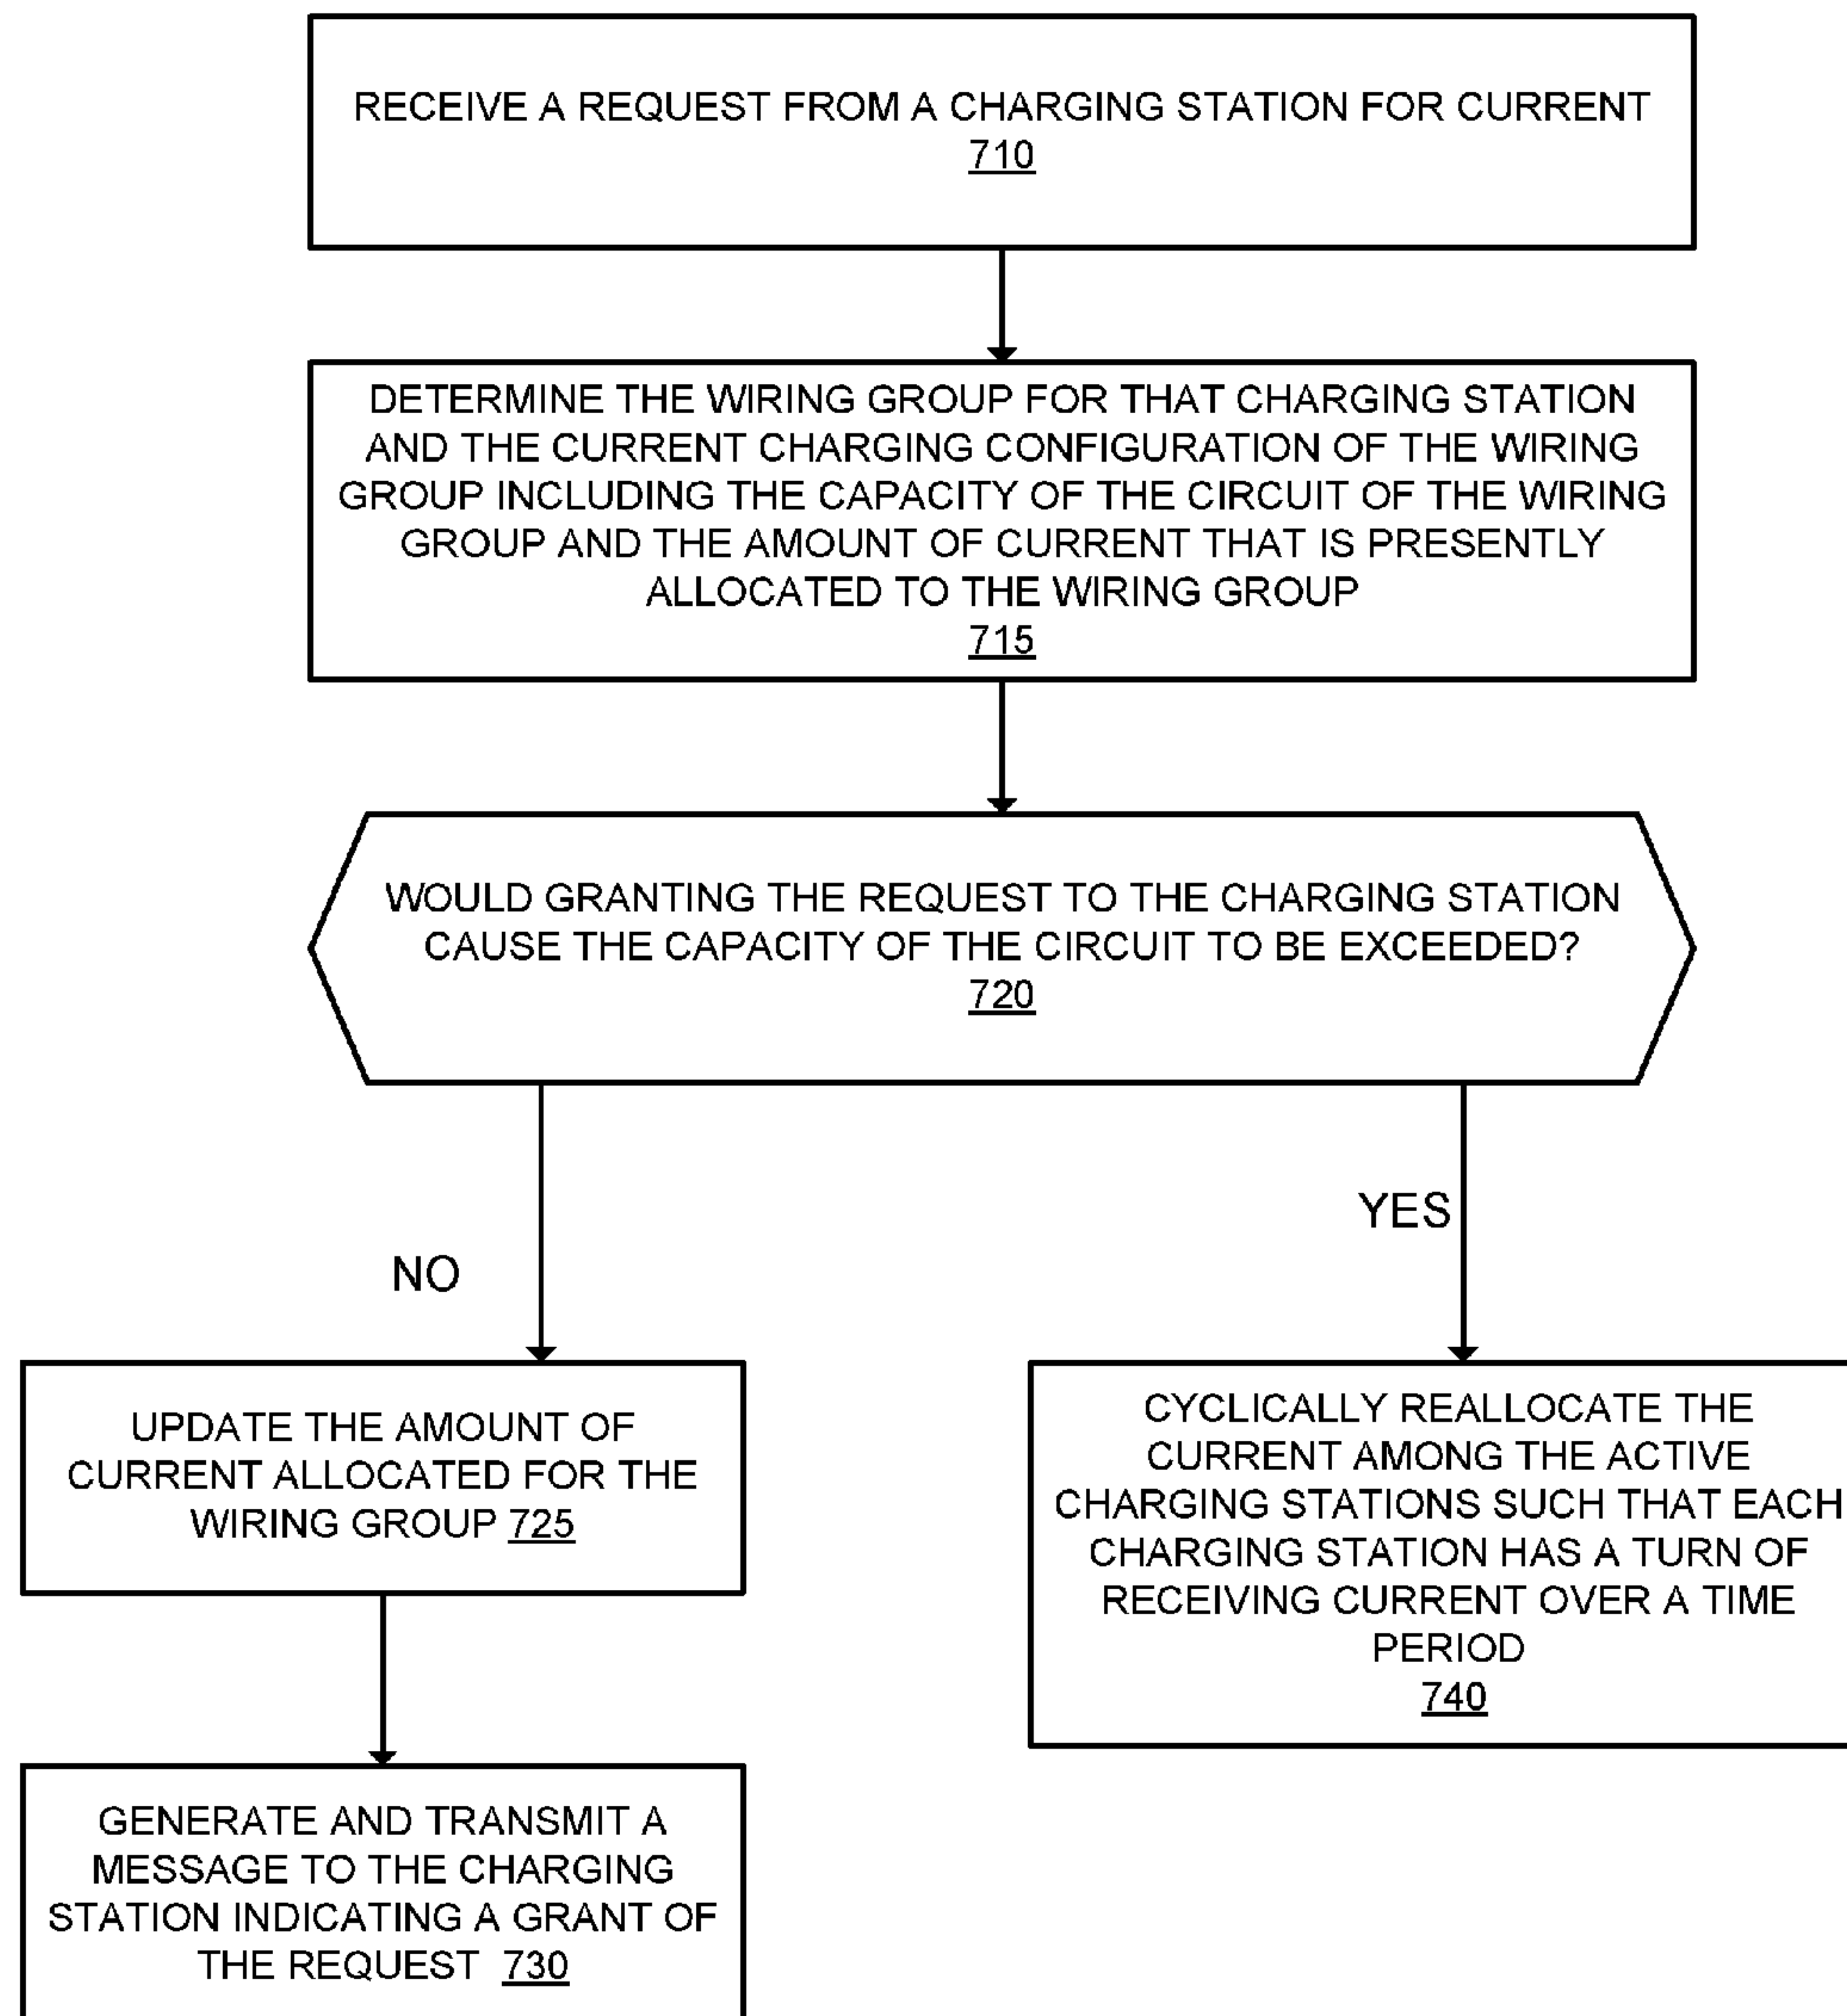 RECEIVE A REQUEST FROM A CHARGING STATION FOR CURRENT
710
DETERMINE THE WIRING GROUP FOR THAT CHARGING STATION
AND THE CURRENT CHARGING CONFIGURATION OF THE WIRING
GROUP INCLUDING THE CAPACITY OF THE CIRCUIT OF THE WIRING
GROUP AND THE AMOUNT OF CURRENT THAT IS PRESENTLY
ALLOCATED TO THE WIRING GROUP
715
WOULD GRANTING THE REQUEST TO THE CHARGING STATION
CAUSE THE CAPACITY OF THE CIRCUIT TO BE EXCEEDED?
720
NO
YES
UPDATE THE AMOUNT OF
CURRENT ALLOCATED FOR THE
WIRING GROUP 725
GENERATE AND TRANSMIT A
MESSAGE TO THE CHARGING
STATION INDICATING A GRANT OF
THE REQUEST 730
CYCLICALLY REALLOCATE THE
CURRENT AMONG THE ACTIVE
CHARGING STATIONS SUCH THAT EACH
CHARGING STATION HAS A TURN OF
RECEIVING CURRENT OVER A TIME
PERIOD
740